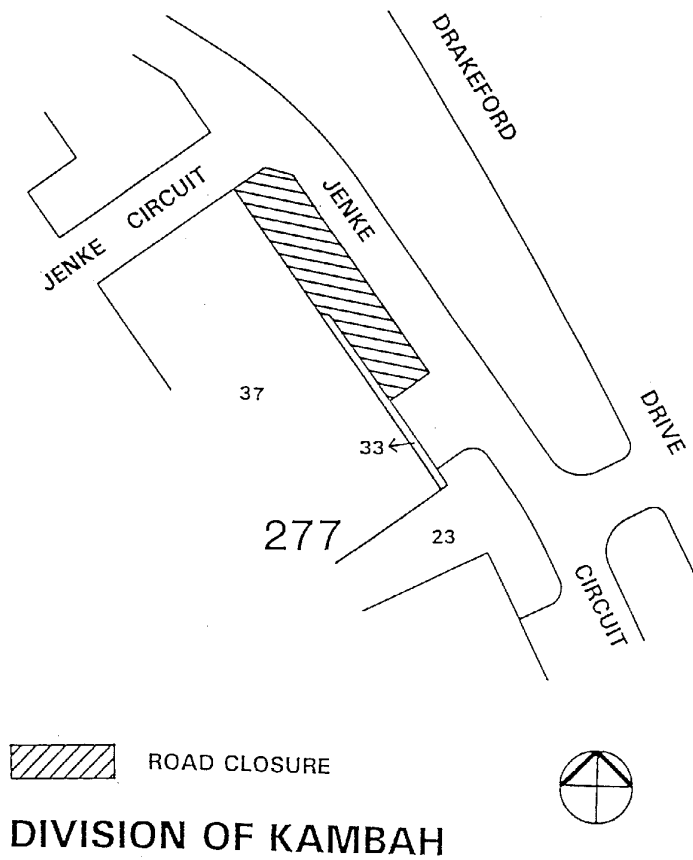 DRAKEFORD
JENKE CIRCUIT
JENKE
37
DRIVE
33
277
23
CIRCUIT
ROAD CLOSURE
DIVISION OF KAMBAH